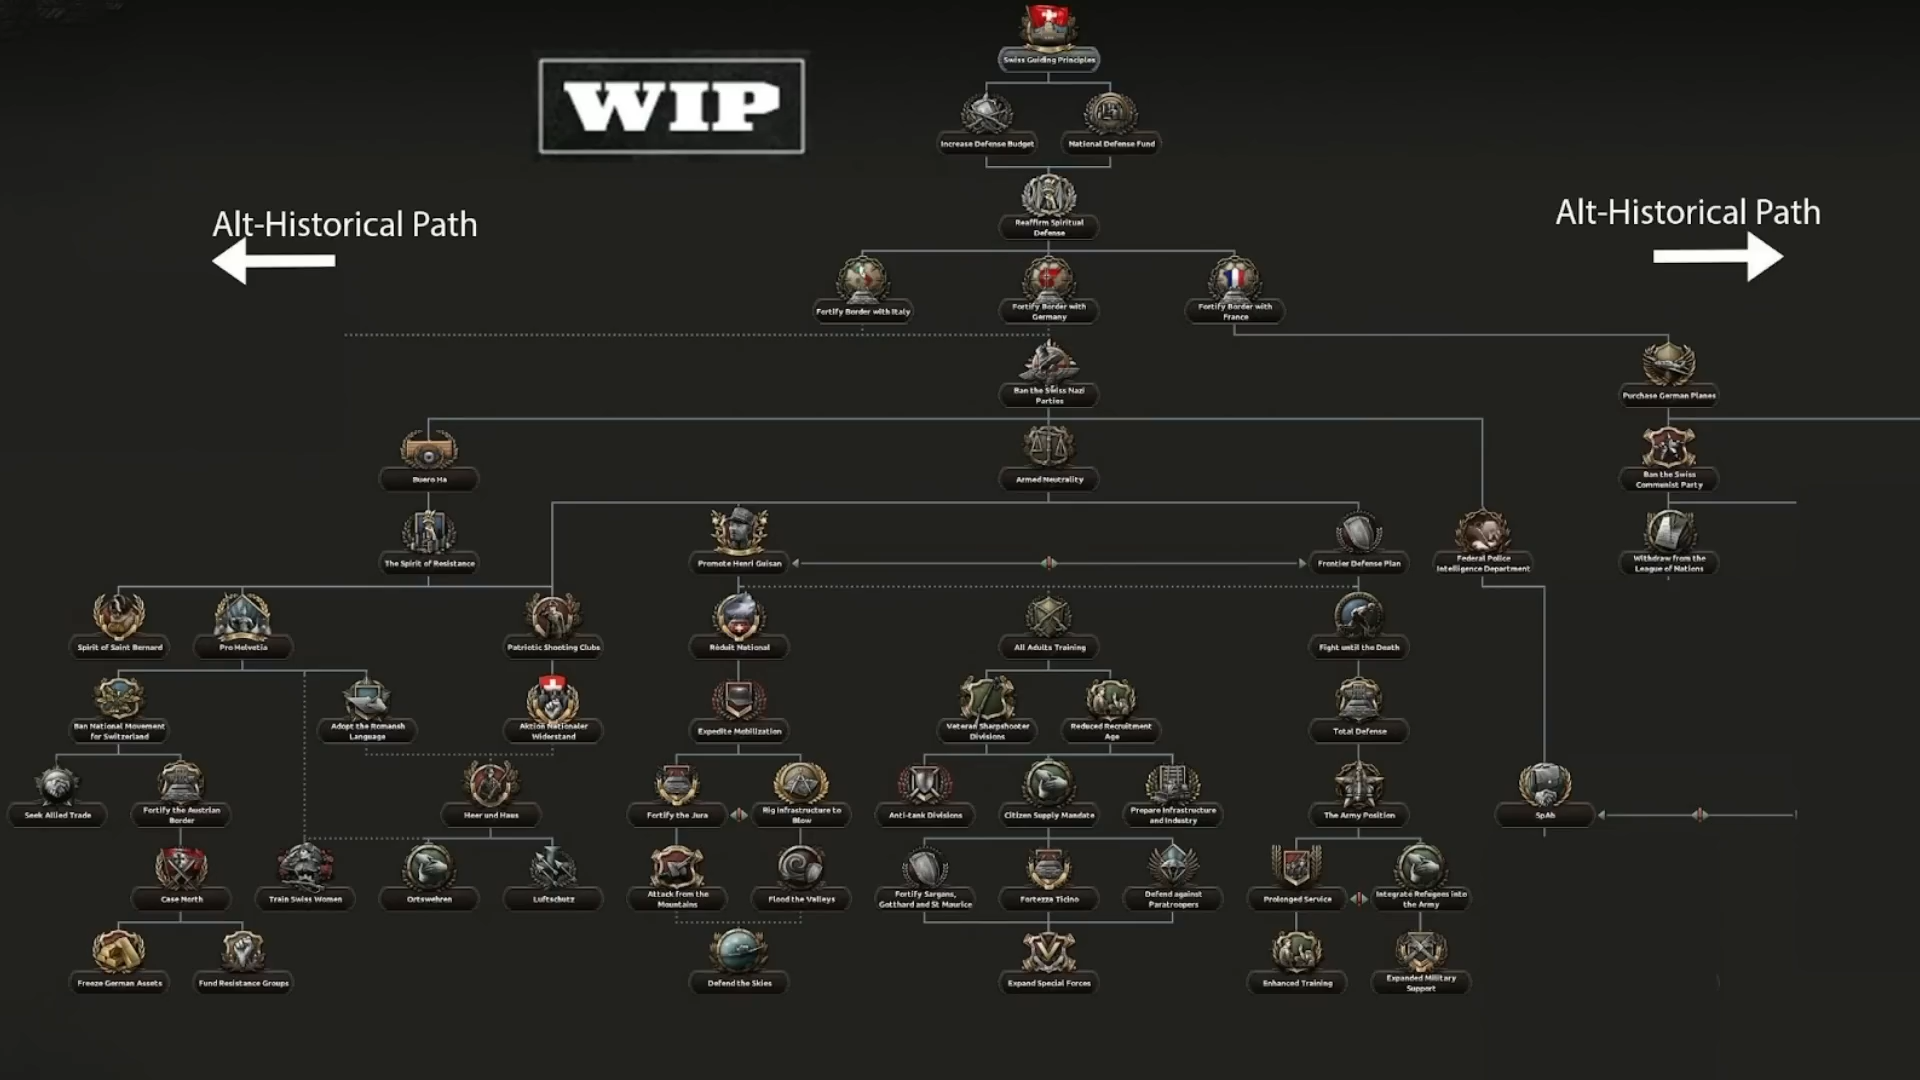 Swiss Guiding Principles
WIP
Increase Defense Budget
National Defense Fund
Alt-Historical Path
Reaffirm Spiritual
Defense
Alt-Historical Path
Fortify Border with Italy
Fortify Border with
Germany
Fortify Border with
France
Ban the Swiss Nazi
Parties
Purchase German Planes
Buero Ha
Armed Neutrality
Ban the Swiss
Communist Party
The Spirit of Resistance
Promote Henri Guisan
Frontier Defense Plan
Federal Police
Intelligence Department
Withdraw from the
League of Nations
Spirit of Saint Bernard
Pro Helvetia
Patriotic Shooting Clubs
Réduit National
All Adults Training
Fight until the Death
Ban National Movement
for Switzerland
Adopt the Romansh
Language
Aktion Nationaler
Widerstand
Expedite Mobilization
Veteran Sharpshooter
Divisions
Reduced Recruitment
Age
Total Defense
Seek Allied Trade
Fortify the Austrian
Border
Heer und Haus
Fortify the Jura
Rig Infrastructure to
Blow
Anti-tank Divisions
Citizen Supply Mandate
Prepare Infrastructure
and Industry
The Army Position
SpAb
Case North
Train Swiss Women
Ortswehren
Luftschutz
Attack from the
Mountains
Flood the Valleys
Fortify Sargans,
Gotthard and St Maurice
Fortezza Ticino
Defend against
Paratroopers
Prolonged Service
Integrate Refugees into
the Army
Freeze German Assets
Fund Resistance Groups
Defend the Skies
Expand Special Forces
Enhanced Training
Expanded Military
Support